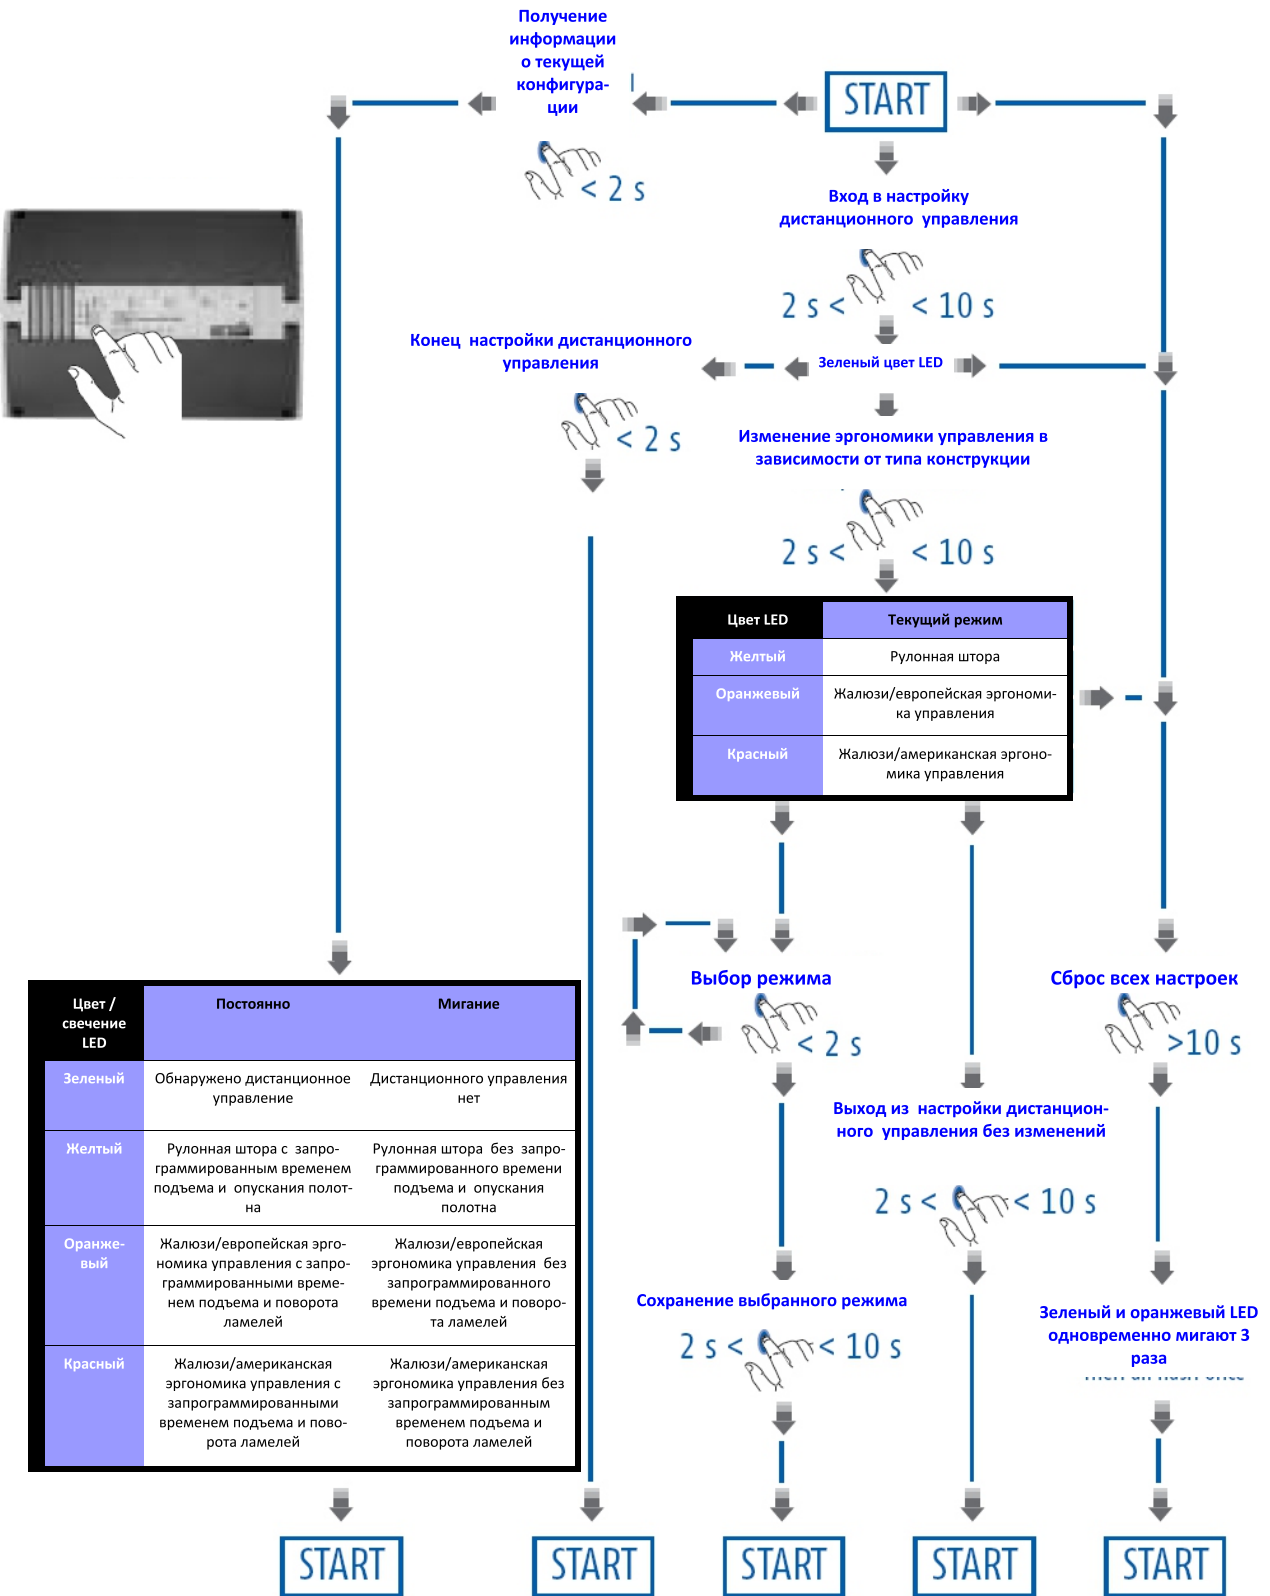 Получение
информации
о текущей
конфигура-
ции
START
< 2 s
Вход в настройку
дистанционного управления
2 s < < 10 s
Конец настройки дистанционного
управления
Зеленый цвет LED
< 2 s
Изменение эргономики управления в
зависимости от типа конструкции
2 s < < 10 s
Цвет LED Текущий режим
Желтый Рулонная штора
Оранжевый Жалюзи/европейская эргономи-
ка управления
Красный Жалюзи/американская эргоно-
мика управления
Выбор режима
< 2 s
Сброс всех настроек
>10 s
Цвет / Постоянно Мигание
свечение
LED
Зеленый Обнаружено дистанционное Дистанционного управления
управление нет
Желтый Рулонная штора с запро- Рулонная штора без запро-
граммированным временем граммированного времени
подъема и опускания полот- подъема и опускания
на полотна
Оранже- Жалюзи/европейская эрго- Жалюзи/европейская
вый номика управления с запро- эргономика управления без
граммированными време- запрограммированного
нем подъема и поворота времени подъема и поворо-
ламелей та ламелей
Красный Жалюзи/американская Жалюзи/американская
эргономика управления с эргономика управления без
запрограммированными запрограммированным
временем подъема и пово- временем подъема и
рота ламелей поворота ламелей
Выход из настройки дистанцион-
ного управления без изменений
2 s < < 10 s
Сохранение выбранного режима
2 s < < 10 s
Зеленый и оранжевый LED
одновременно мигают 3
раза
START START START START START